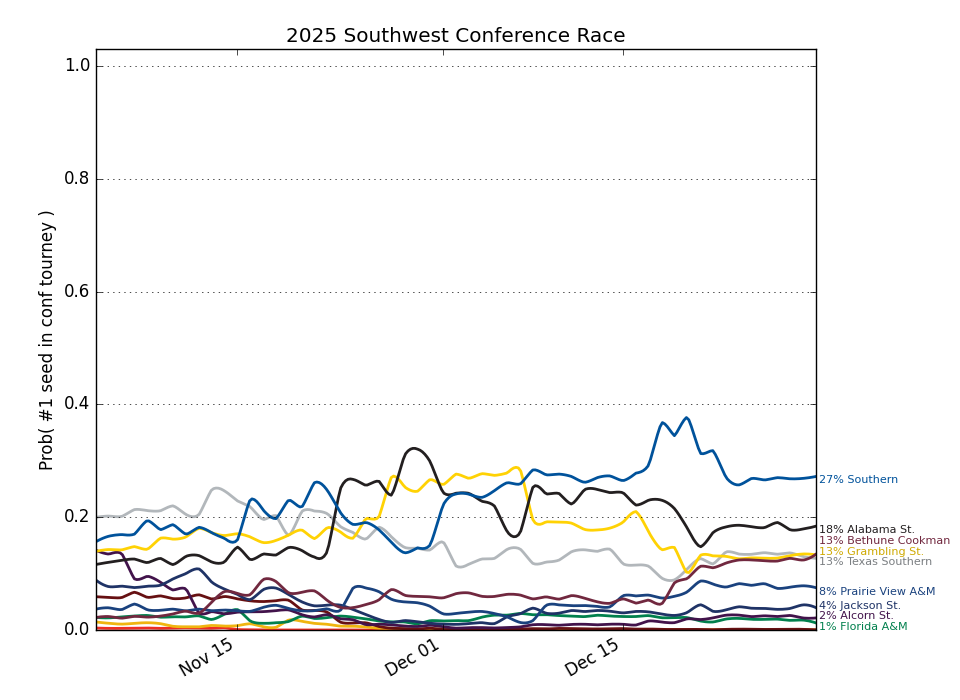 2025 Southwest Conference Race
Prob( #1 seed in conf tourney )
1.0
0.8
0.6
0.4
0.2
0.0
Nov 15
Dec 01
Dec 15
27% Southern
18% Alabama St.
13% Bethune Cookman
13% Grambling St.
13% Texas Southern
8% Prairie View A&M
4% Jackson St.
2% Alcorn St.
1% Florida A&M